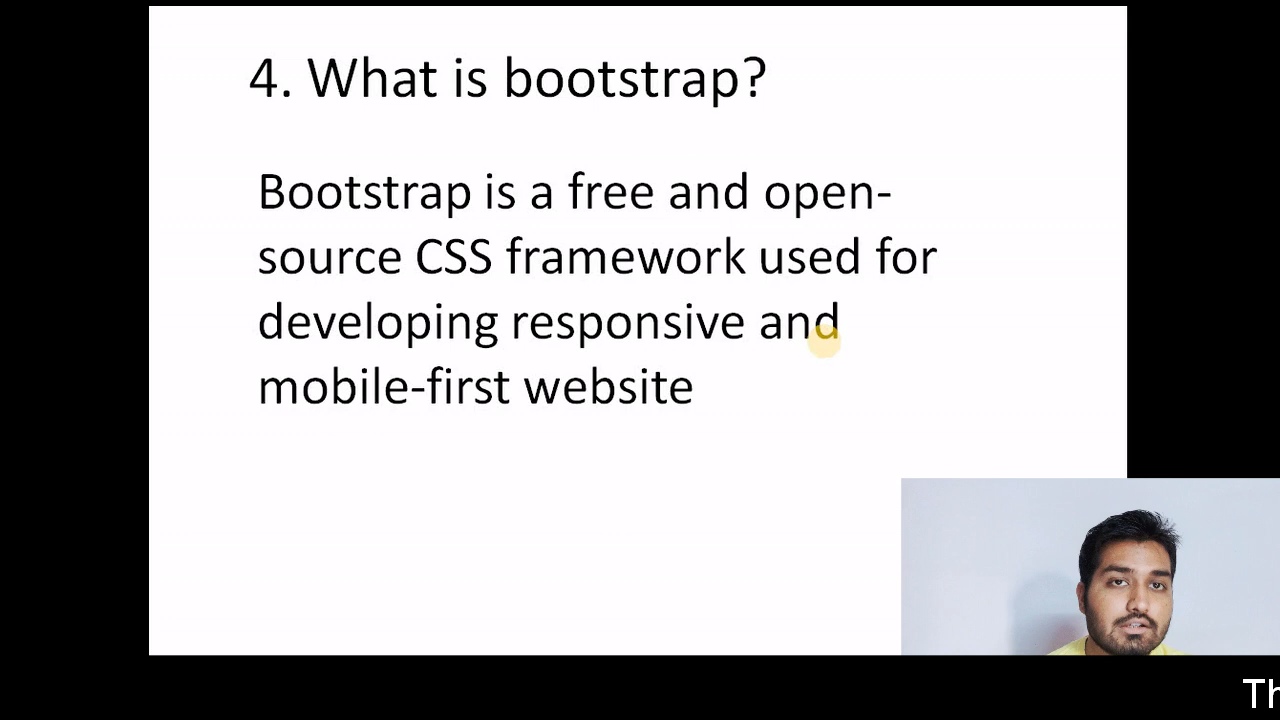 4. What is bootstrap?
Bootstrap is a free and open-
source CSS framework used for
developing responsive and
mobile-first website
Th